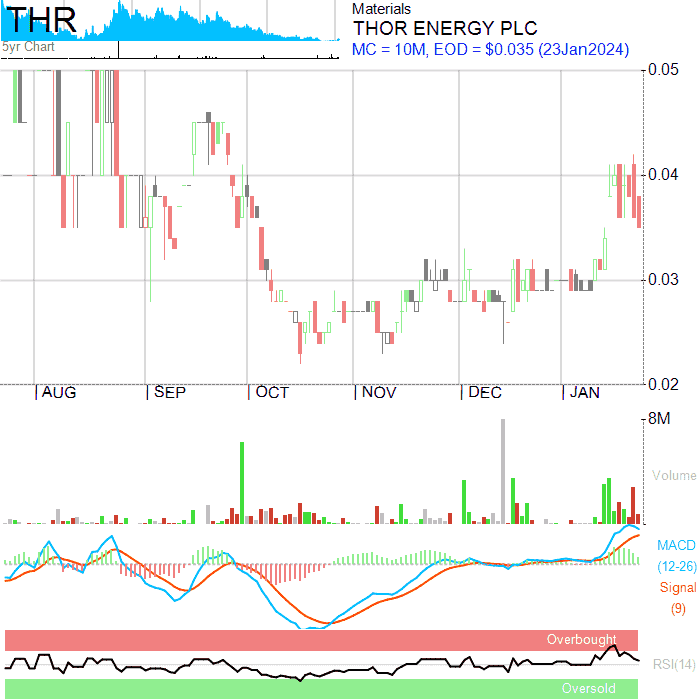 THR
5yr Chart
Materials
THOR ENERGY PLC
MC = 10M, EOD = $0.035 (23Jan2024)
0.05
0.04
0.03
0.02
AUG SEP OCT NOV DEC JAN
8M
Volume
MACD
(12-26)
Signal
(9)
Overbought
RSI(14)
Oversold